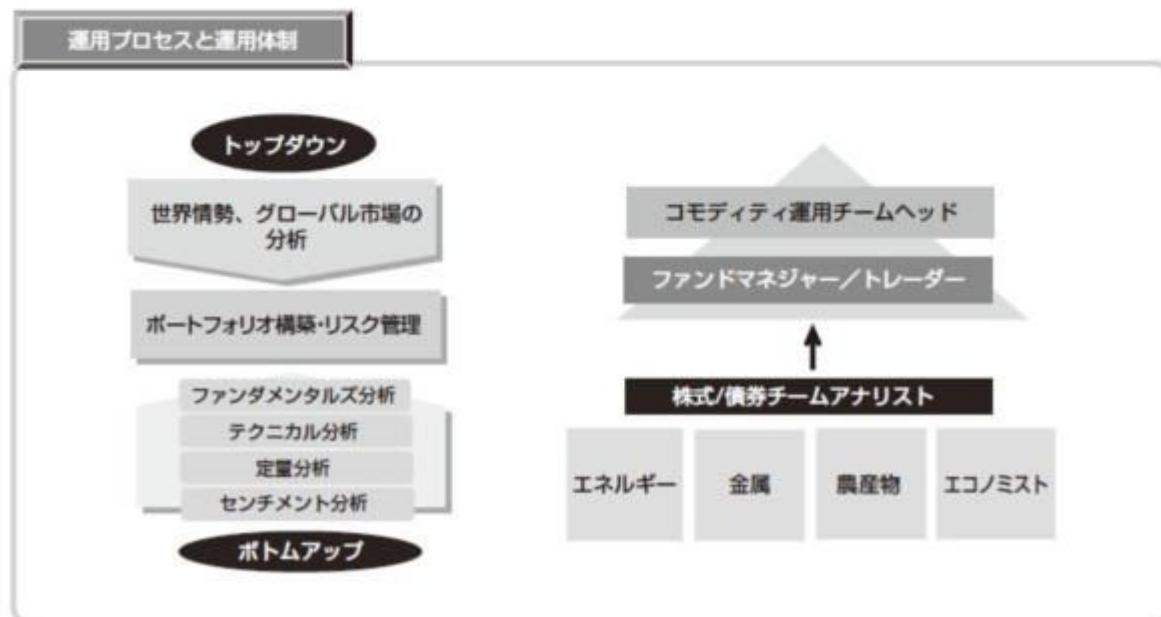 運用プロセスと運用体制
トップダウン
世界情勢、グローバル市場の
分析
ポートフォリオ構築・リスク管理
ファンダメンタルズ分析
テクニカル分析
定量分析
センチメント分析
ボトムアップ
コモディティ運用チームヘッド
ファンドマネジャー／トレーダー
株式/債券チームアナリスト
エネルギー
金属
農産物
エコノミスト